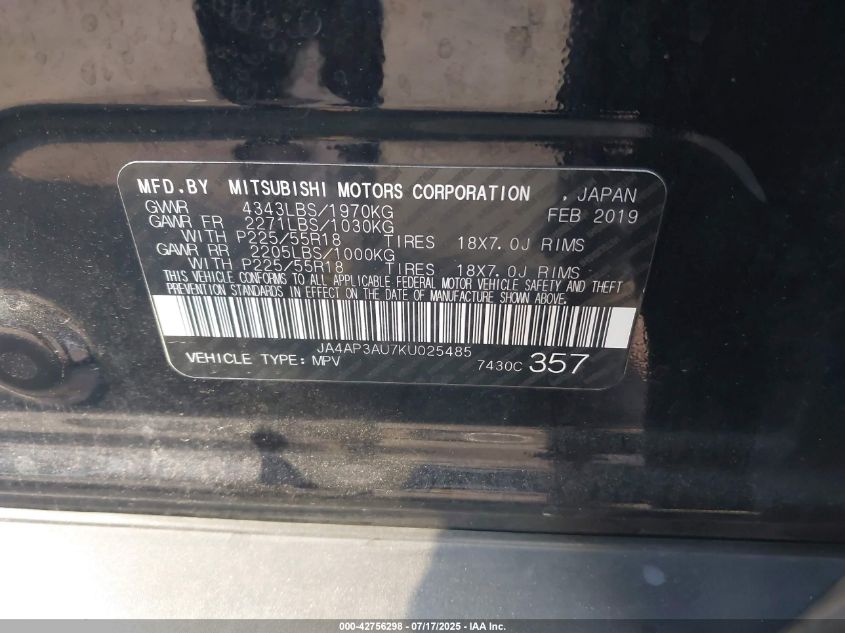 MFD.BY MITSUBISHI MOTORS CORPORATION , JAPAN
GVWR 4343LBS/1970KG FEB 2019
GAWR FR 2271LBS/1030KG
WITH P225/55R18 TIRES 18X7.0J RIMS
GAWR RR 2205LBS/1000KG
WITH P225/55R18 TIRES 18X7.0J RIMS
THIS VEHICLE CONFORMS TO ALL APPLICABLE FEDERAL MOTOR VEHICLE SAFETY AND THEFT
PREVENTION STANDARDS IN EFFECT ON THE DATE OF MANUFACTURE SHOWN ABOVE.
JA4AP3AU7KU025485
VEHICLE TYPE: MPV 7430C 357
000-42756298 - 07/17/2025 - IAA Inc.